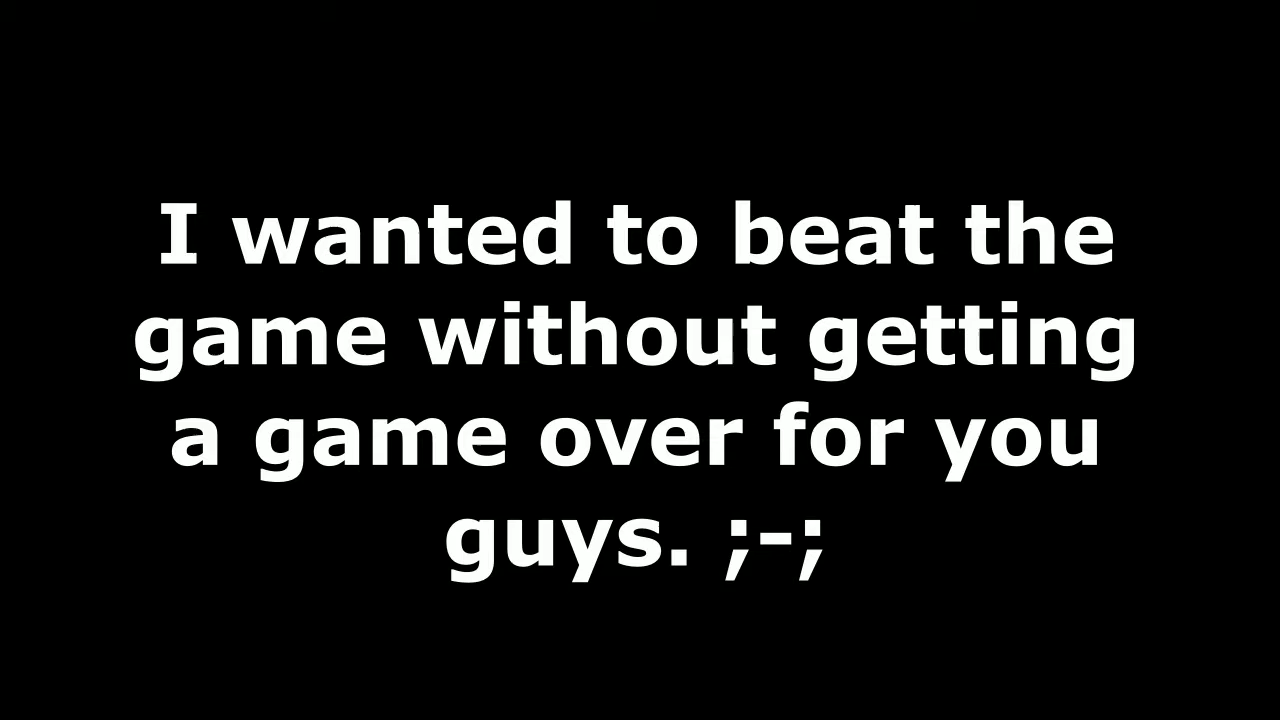 I wanted to beat the
game without getting
a game over for you
guys. ;-;